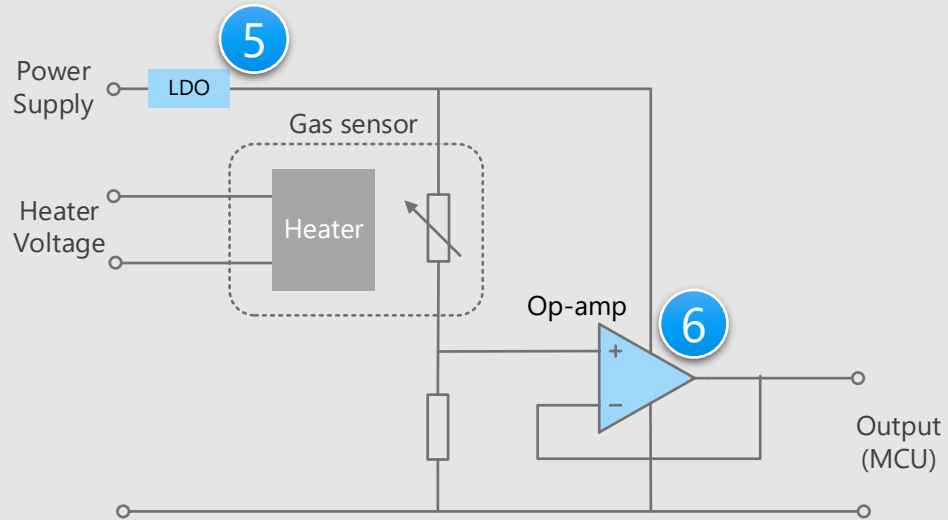 5
Power
Supply
LDO
Gas sensor
Heater
Voltage
Heater
Op-amp
6
+
−
Output
(MCU)